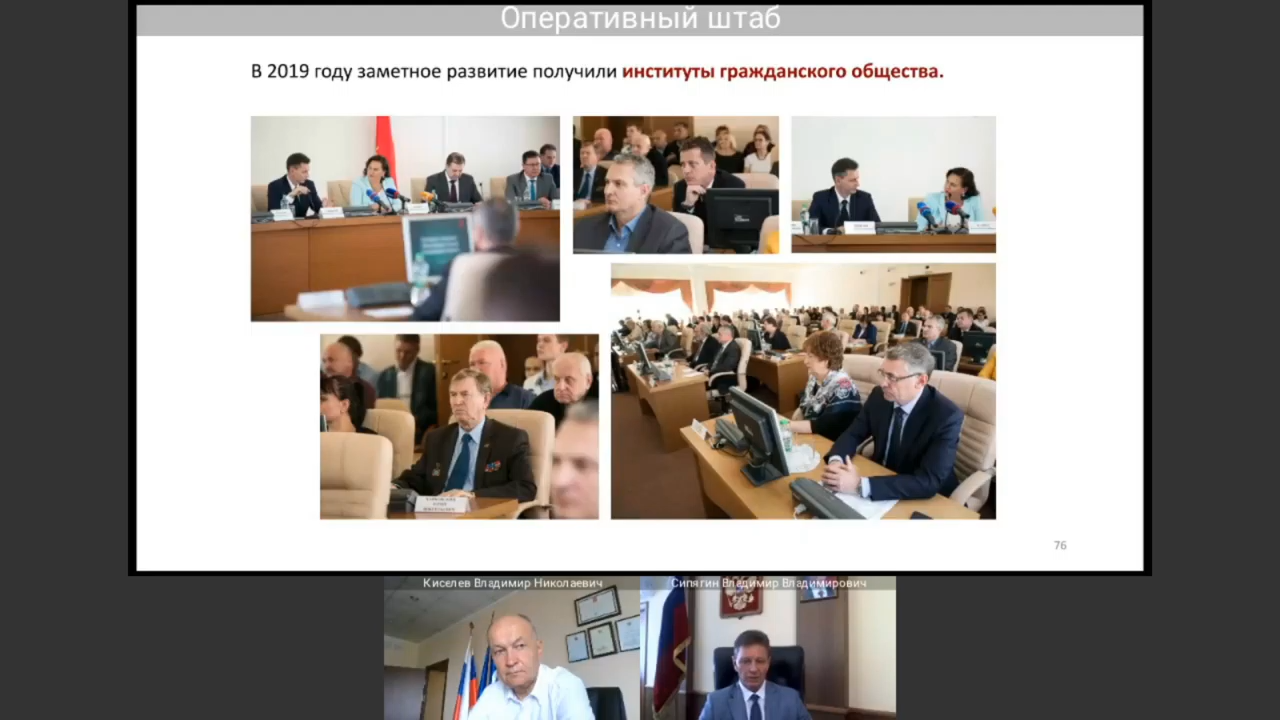 Оперативный штаб
В 2019 году заметное развитие получили институты гражданского общества.
76
Киселев Владимир Николаевич
Сипягин Владимир Владимирович